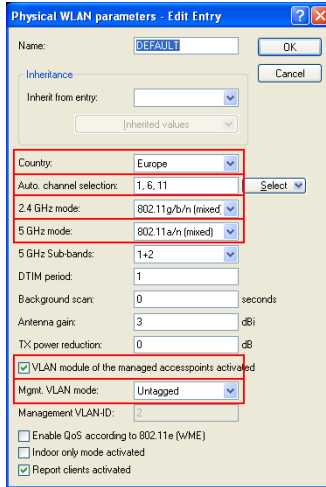 Physical WLAN parameters - Edit Entry
Name: DEFAULT OK
Inheritance Cancel
Inherit from entry:
Inherited values
Country: Europe
Auto. channel selection: 1, 6, 11 Select
2.4 GHz mode: 802.11g/b/n (mixed)
5 GHz mode: 802.11a/n (mixed)
5 GHz Sub-bands: 1+2
DTIM period: 1
Background scan: 0 seconds
Antenna gain: 3 dBi
TX power reduction: 0 dB
VLAN module of the managed accesspoints activated
Mgmt. VLAN mode: Untagged
Management VLAN-ID: 2
Enable QoS according to 802.11e (WME)
Indoor only mode activated
Report clients activated